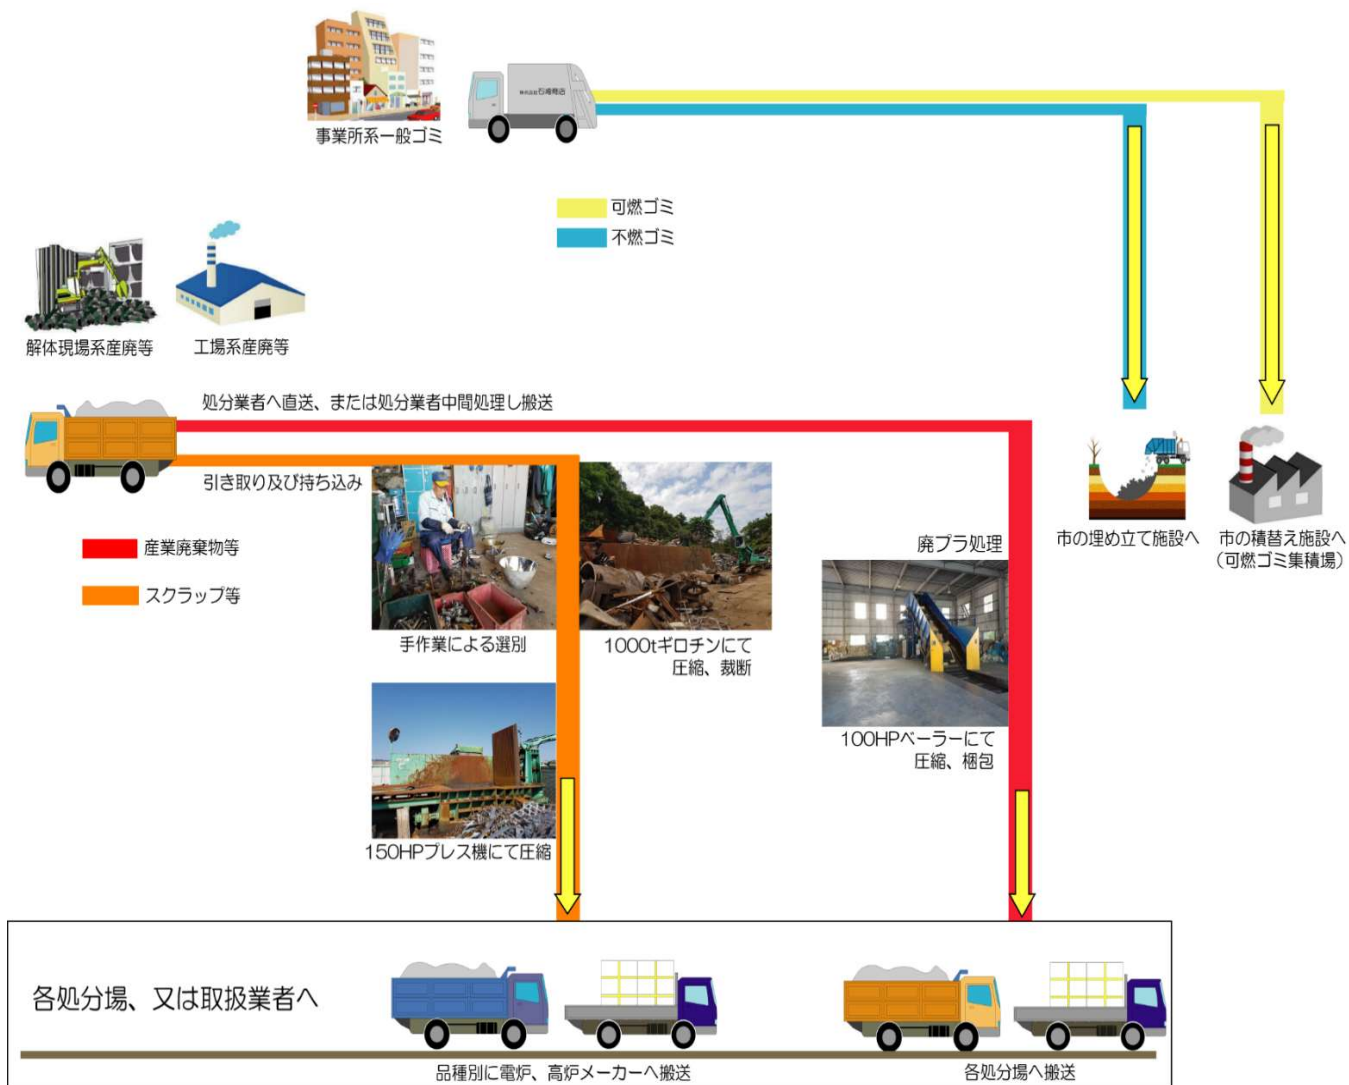 株式会社石崎商店
事業所系一般ゴミ
可燃ゴミ
不燃ゴミ
解体現場系産廃等
工場系産廃等
処分業者へ直送、または処分業者中間処理し搬送
引き取り及び持ち込み
産業廃棄物等
スクラップ等
手作業による選別
1000tギロチンにて
圧縮、裁断
150HPプレス機にて圧縮
廃プラ処理
100HPベーラーにて
圧縮、梱包
市の埋め立て施設へ
市の積替え施設へ
(可燃ゴミ集積場)
各処分場、又は取扱業者へ
品種別に電炉、高炉メーカーへ搬送
各処分場へ搬送